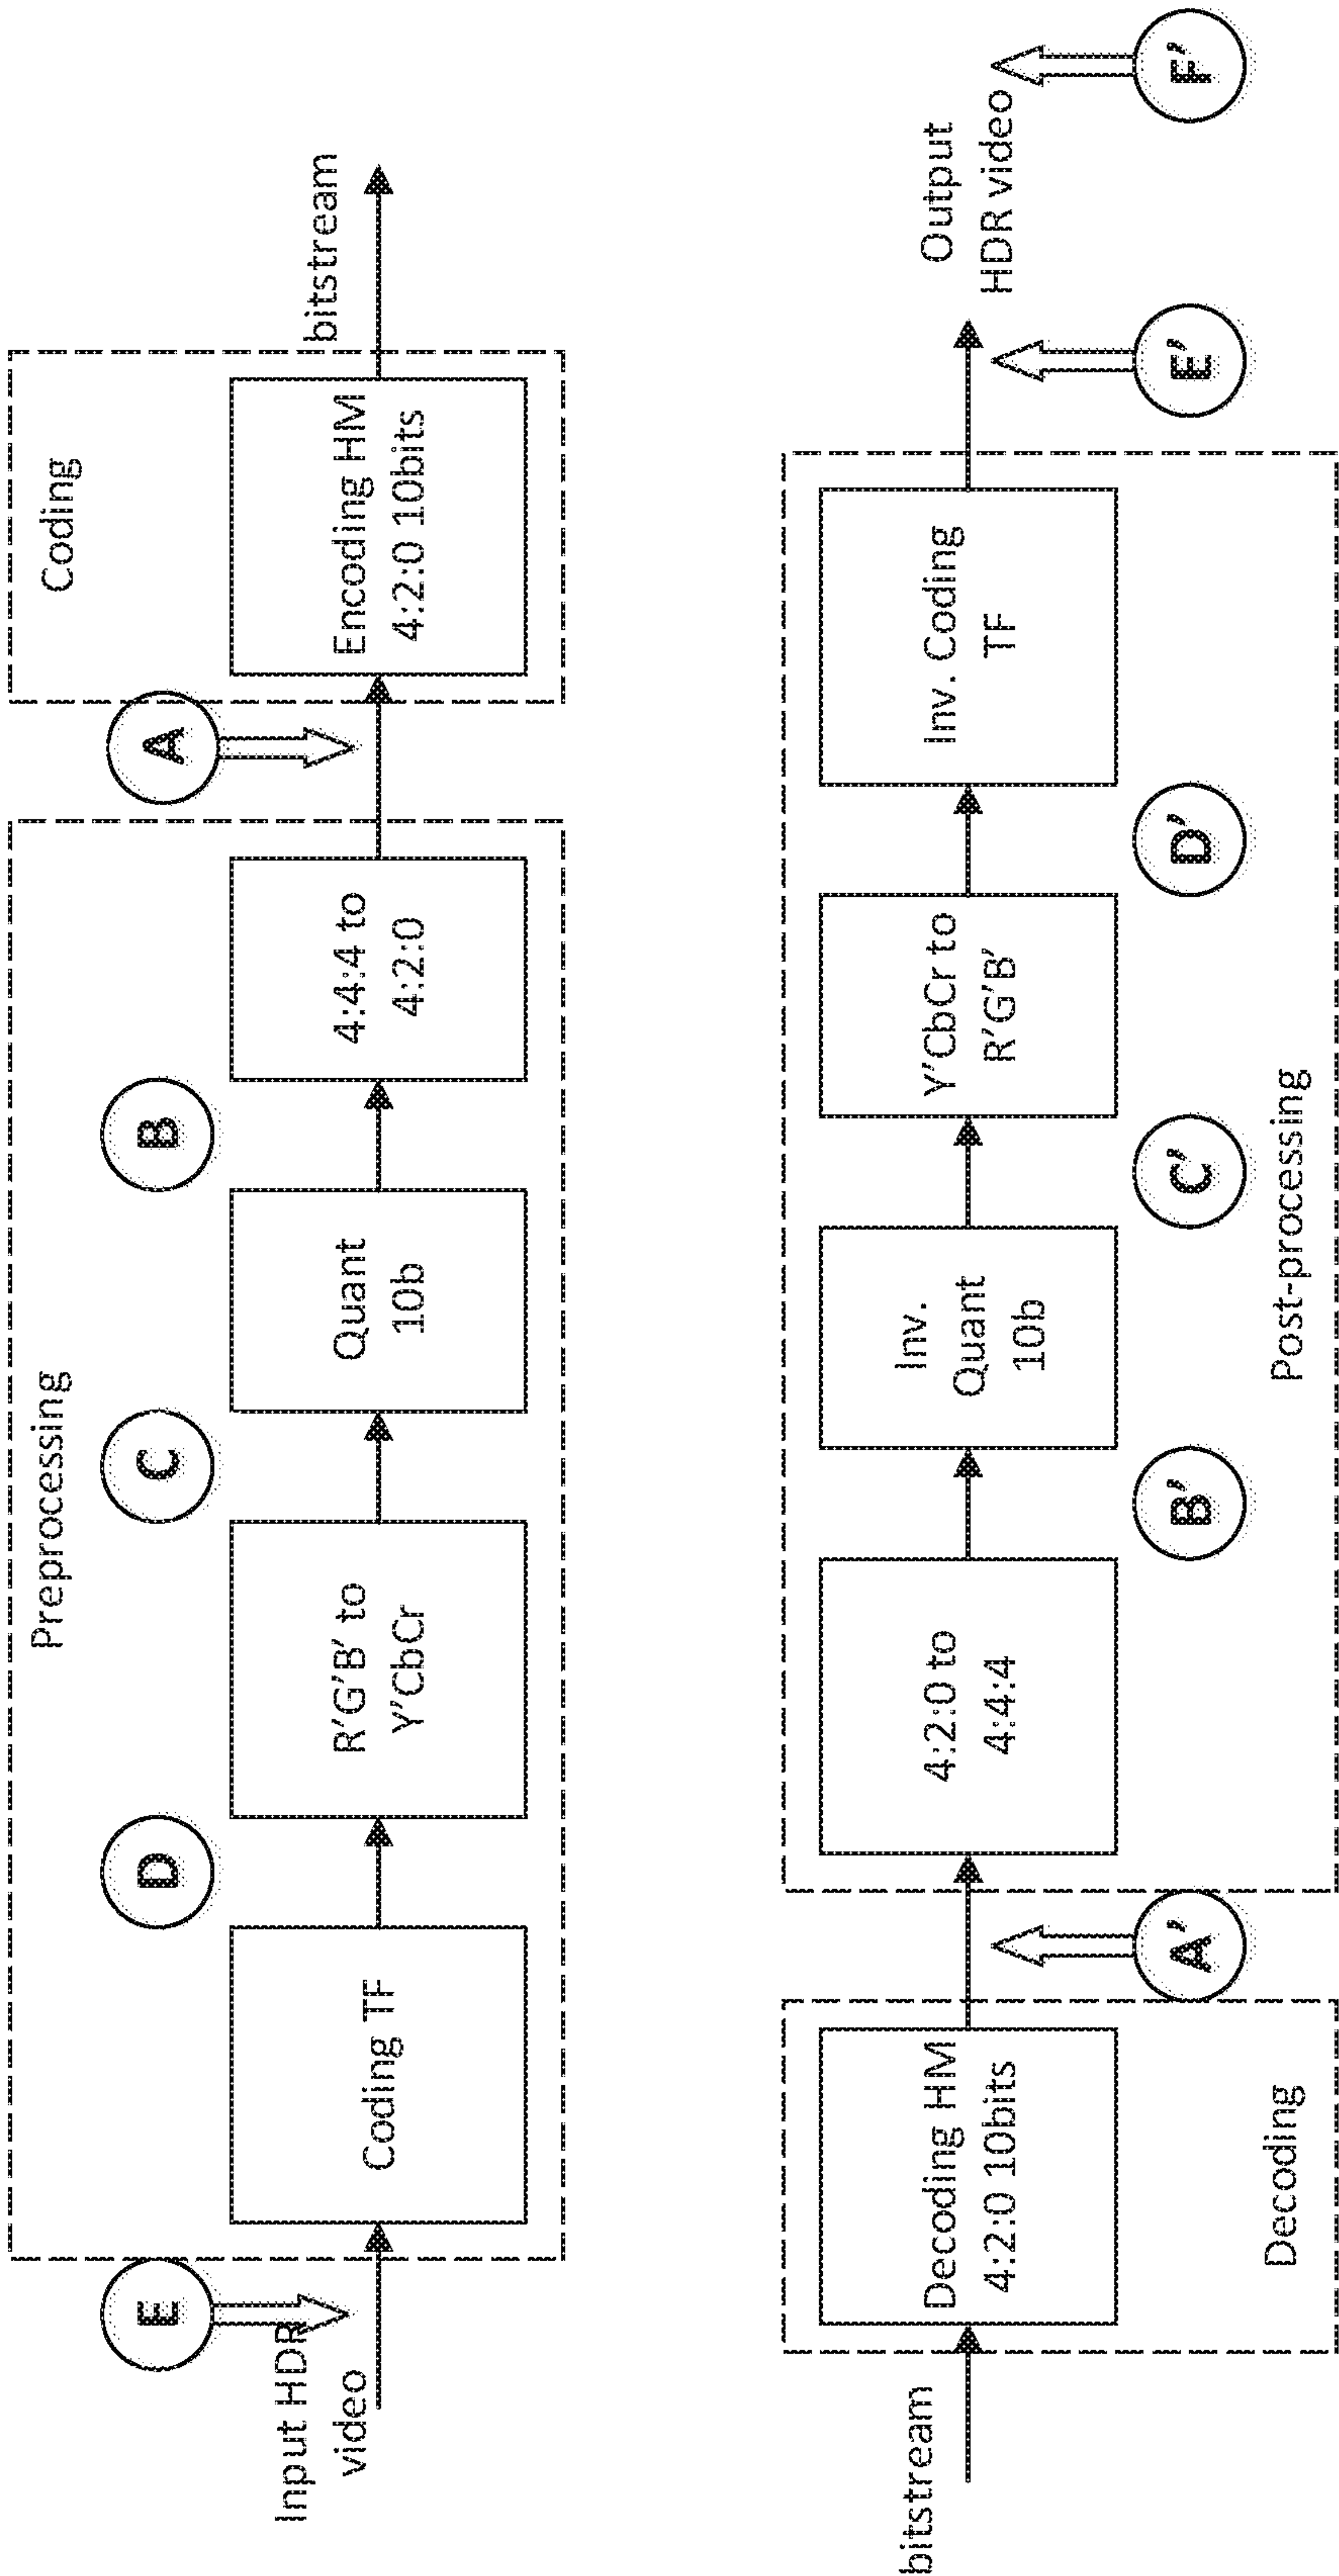 Preprocessing
Coding
E
D
C
B
A
Input HDR
video
Coding TF
R'G'B' to
Y'CbCr
Quant
10b
4:4:4 to
4:2:0
Encoding HM
4:2:0 10bits
bitstream
bitstream
Decoding HM
4:2:0 10bits
4:2:0 to
4:4:4
Inv.
Quant
10b
Y'CbCr to
R'G'B'
Inv. Coding
TF
Output
HDR video
A'
B'
C'
D'
E'
F'
Decoding
Post-processing